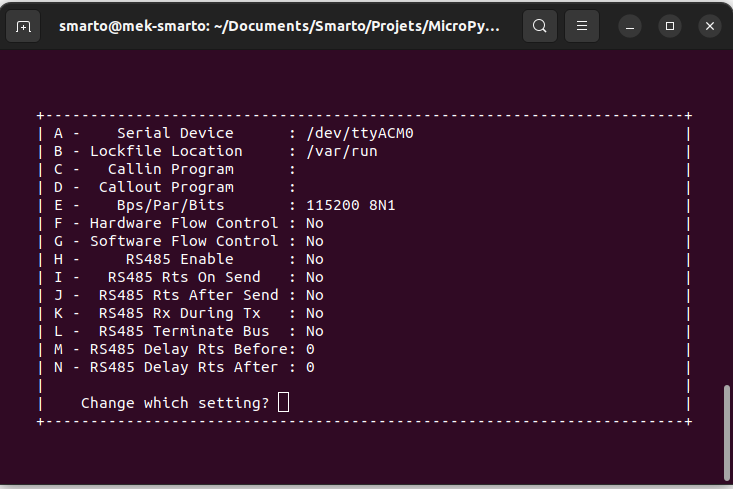 smarto@mek-smarto: ~/Documents/Smarto/Projets/MicroPy...
+-----------------------------------------------------------------------+
| A -    Serial Device      : /dev/ttyACM0                              |
| B - Lockfile Location     : /var/run                                  |
| C -   Callin Program      :                                           |
| D -  Callout Program      :                                           |
| E -    Bps/Par/Bits       : 115200 8N1                                |
| F - Hardware Flow Control : No                                        |
| G - Software Flow Control : No                                        |
| H -     RS485 Enable      : No                                        |
| I -   RS485 Rts On Send   : No                                        |
| J -  RS485 Rts After Send : No                                        |
| K -  RS485 Rx During Tx   : No                                        |
| L -  RS485 Terminate Bus  : No                                        |
| M - RS485 Delay Rts Before: 0                                         |
| N - RS485 Delay Rts After : 0                                         |
|                                                                       |
|    Change which setting?                                              |
+-----------------------------------------------------------------------+